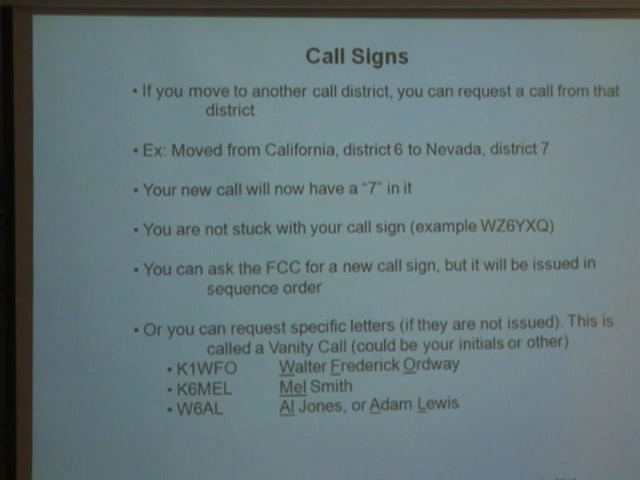 Call Signs
• If you move to another call district, you can request a call from that
district
• Ex: Moved from California, district 6 to Nevada, district 7
• Your new call will now have a "7" in it
• You are not stuck with your call sign (example WZ6YXQ)
• You can ask the FCC for a new call sign, but it will be issued in
sequence order
• Or you can request specific letters (if they are not issued). This is
called a Vanity Call (could be your initials or other)
• K1WFO Walter Frederick Ordway
• K6MEL Mel Smith
• W6AL Al Jones, or Adam Lewis